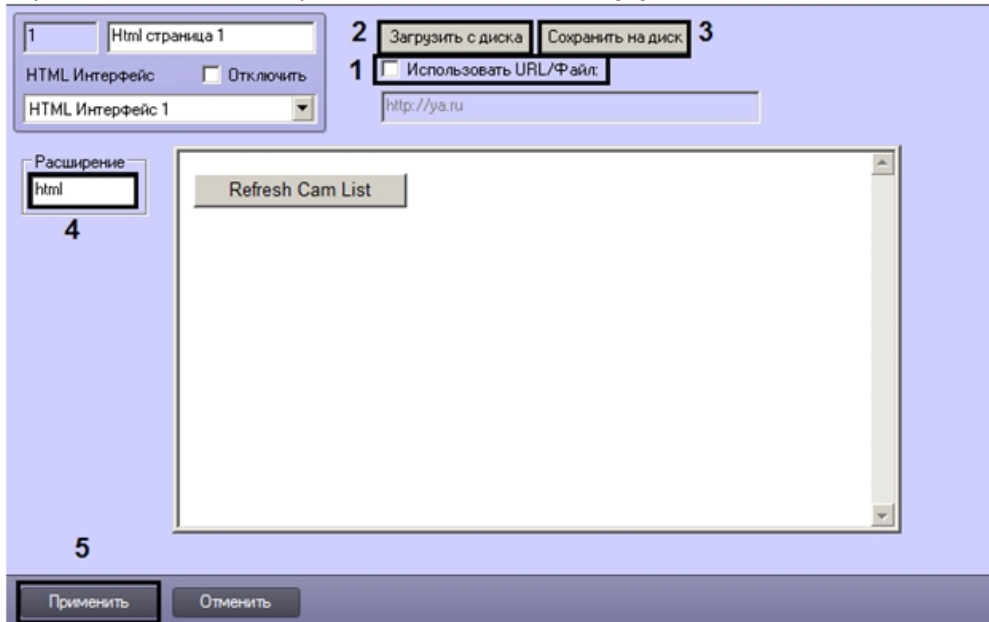 1 Html страница 1
HTML Интерфейс Отключить
HTML Интерфейс 1
2 Загрузить с диска Сохранить на диск 3
1 Использовать URL/Файл:
http://ya.ru
Расширение
html
4
Refresh Cam List
5
Применить Отменить